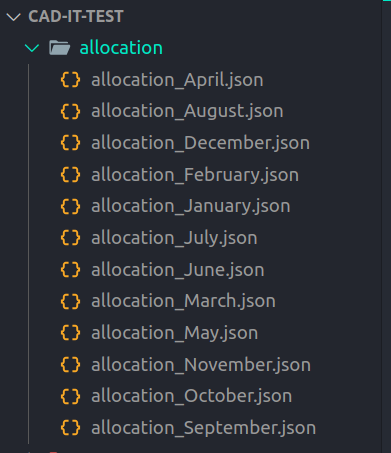 CAD-IT-TEST
allocation
allocation_April.json
allocation_August.json
allocation_December.json
allocation_February.json
allocation_January.json
allocation_July.json
allocation_June.json
allocation_March.json
allocation_May.json
allocation_November.json
allocation_October.json
allocation_September.json